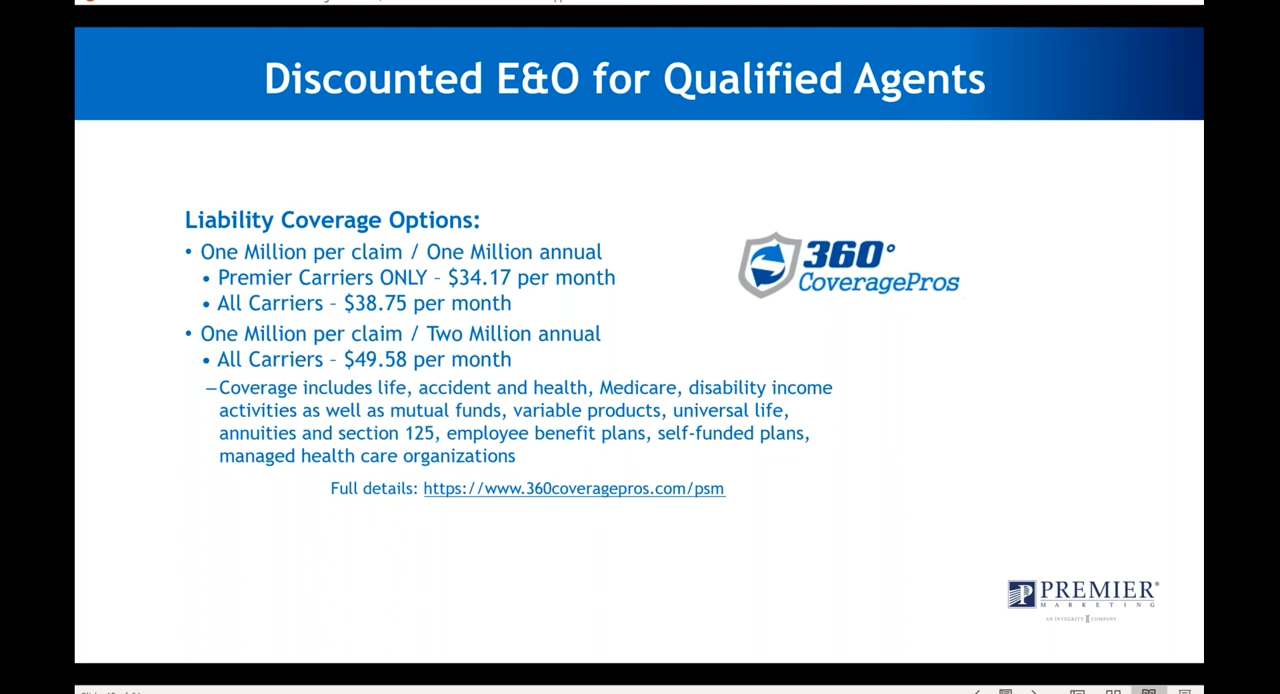 Discounted E&O for Qualified Agents
Liability Coverage Options:
• One Million per claim / One Million annual
• Premier Carriers ONLY – $34.17 per month
• All Carriers – $38.75 per month
• One Million per claim / Two Million annual
• All Carriers – $49.58 per month
–Coverage includes life, accident and health, Medicare, disability income
activities as well as mutual funds, variable products, universal life,
annuities and section 125, employee benefit plans, self-funded plans,
managed health care organizations
Full details: https://www.360coveragepros.com/psm
360°
CoveragePros
PREMIER®
MARKETING
AN INTEGRITY COMPANY